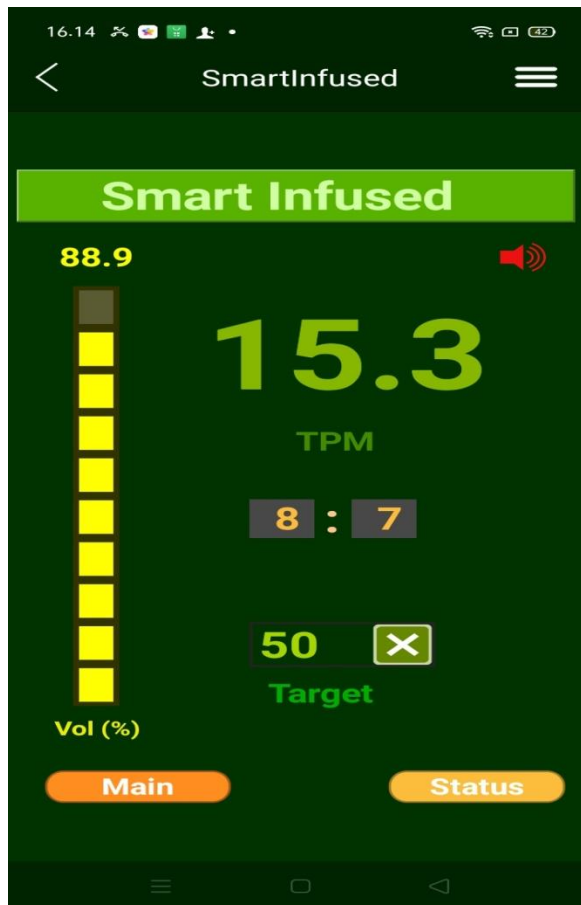 16.14 42
SmartInfused
Smart Infused
88.9
15.3
TPM
8 : 7
50
Target
Vol (%)
Main Status